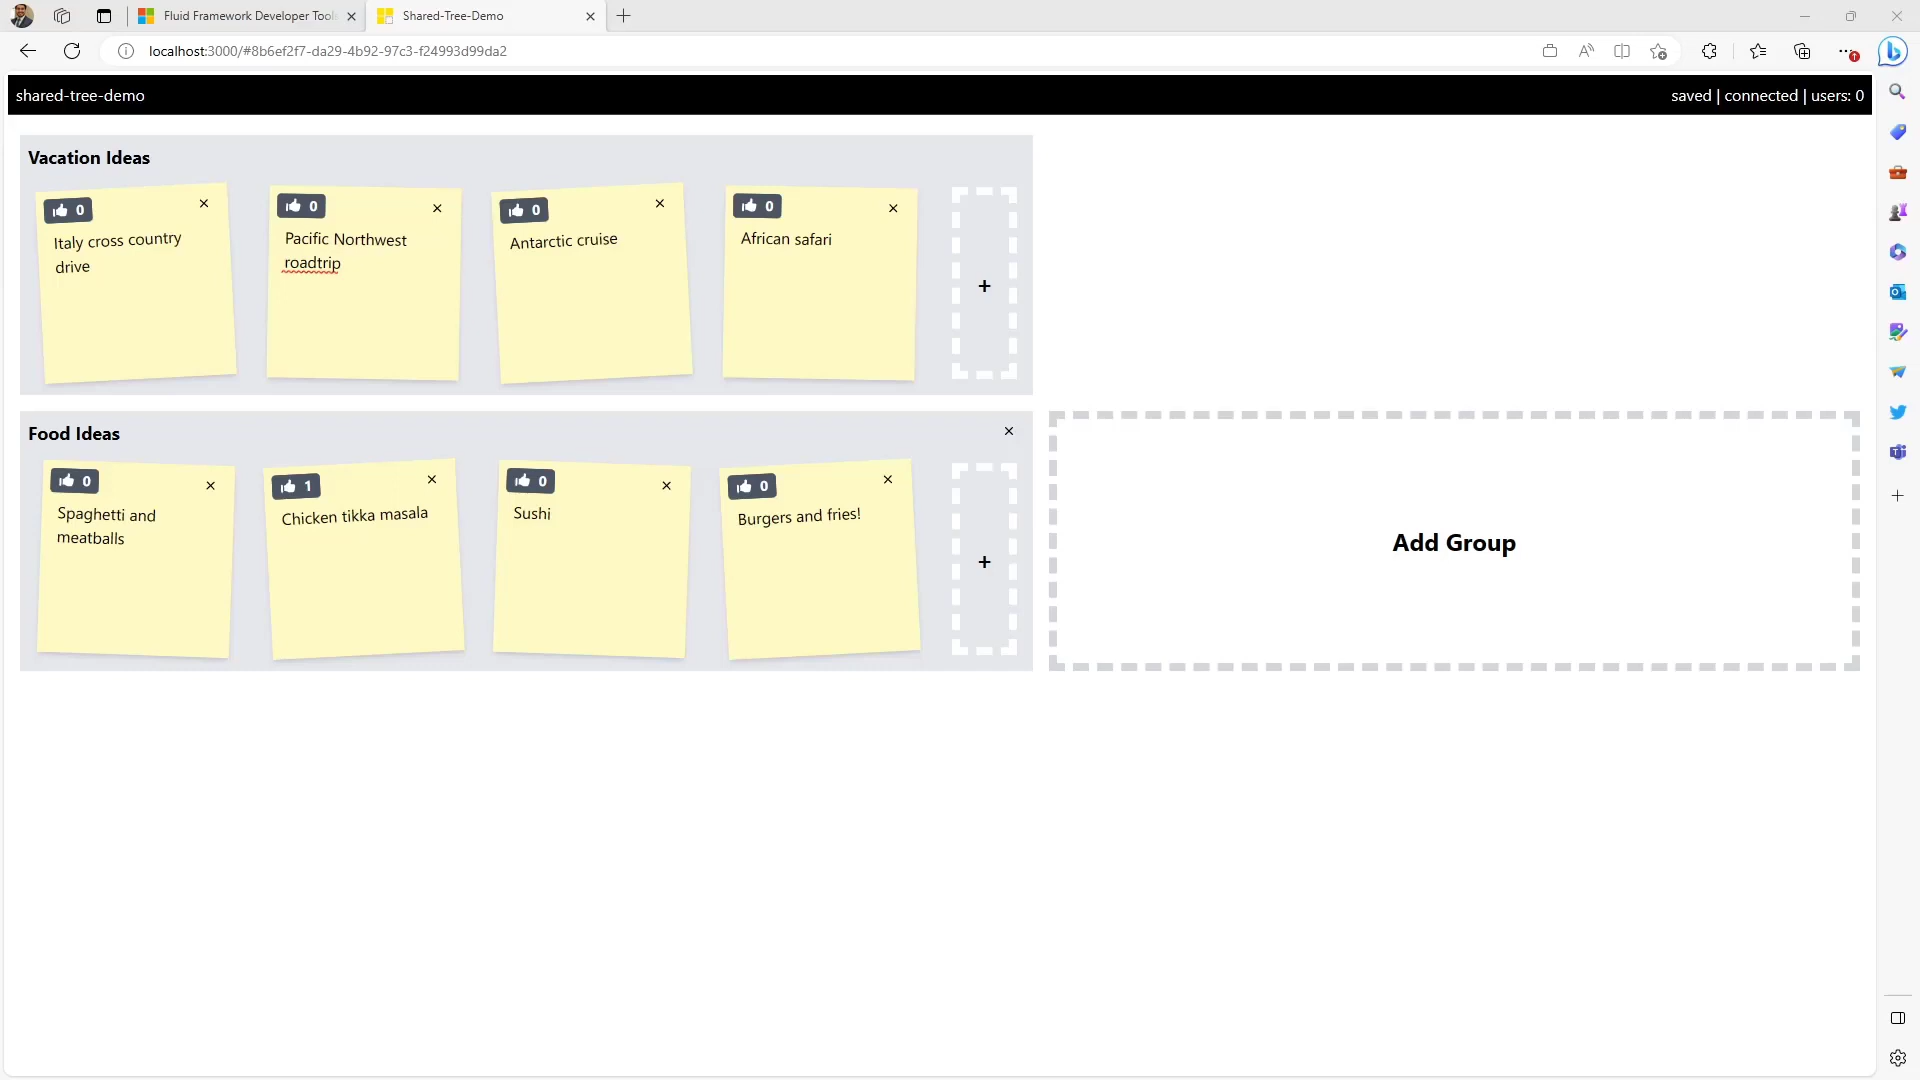 Fluid Framework Developer Tools
Shared-Tree-Demo
localhost:3000/#8b6ef2f7-da29-4b92-97c3-f24993d99da2
shared-tree-demo
saved | connected | users: 0
Vacation Ideas
0
0
0
0
Italy cross country
drive
Pacific Northwest
roadtrip
Antarctic cruise
African safari
+
Food Ideas
0
1
0
0
Spaghetti and
meatballs
Chicken tikka masala
Sushi
Burgers and fries!
+
Add Group